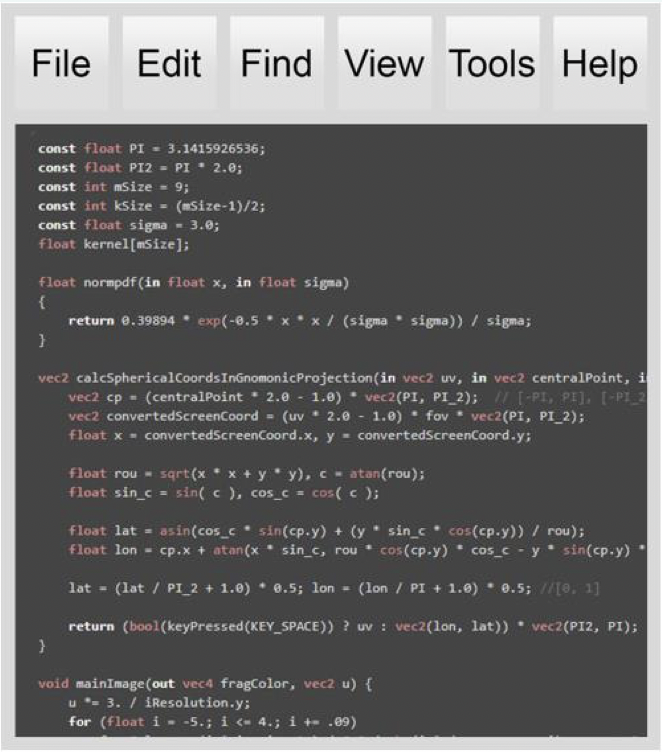 File Edit Find View Tools Help
const float PI = 3.1415926536;
const float PI2 = PI * 2.0;
const int mSize = 9;
const int kSize = (mSize-1)/2;
const float sigma = 3.0;
float kernel[mSize];
float normpdf(in float x, in float sigma)
{
return 0.39894 * exp(-0.5 * x * x / (sigma * sigma)) / sigma;
}
vec2 calcSphericalCoordsInGnomonicProjection(in vec2 uv, in vec2 centralPoint,
vec2 cp = (centralPoint * 2.0 - 1.0) * vec2(PI, PI_2); // [-PI, PI], [-PI_2
vec2 convertedScreenCoord = (uv * 2.0 - 1.0) * fov * vec2(PI, PI_2);
float x = convertedScreenCoord.x, y = convertedScreenCoord.y;
float rou = sqrt(x * x + y * y), c = atan(rou);
float sin_c = sin( c ), cos_c = cos( c );
float lat = asin(cos_c * sin(cp.y) + (y * sin_c * cos(cp.y)) / rou);
float lon = cp.x + atan(x * sin_c, rou * cos(cp.y) * cos_c - y * sin(cp.y) *
lat = (lat / PI_2 + 1.0) * 0.5; lon = (lon / PI + 1.0) * 0.5; //[0, 1]
return (bool(keyPressed(KEY_SPACE)) ? uv : vec2(lon, lat)) * vec2(PI2, PI);
}
void mainImage(out vec4 fragColor, vec2 u) {
u *= 3. / iResolution.y;
for (float i = -5.; i <= 4.; i += .09)